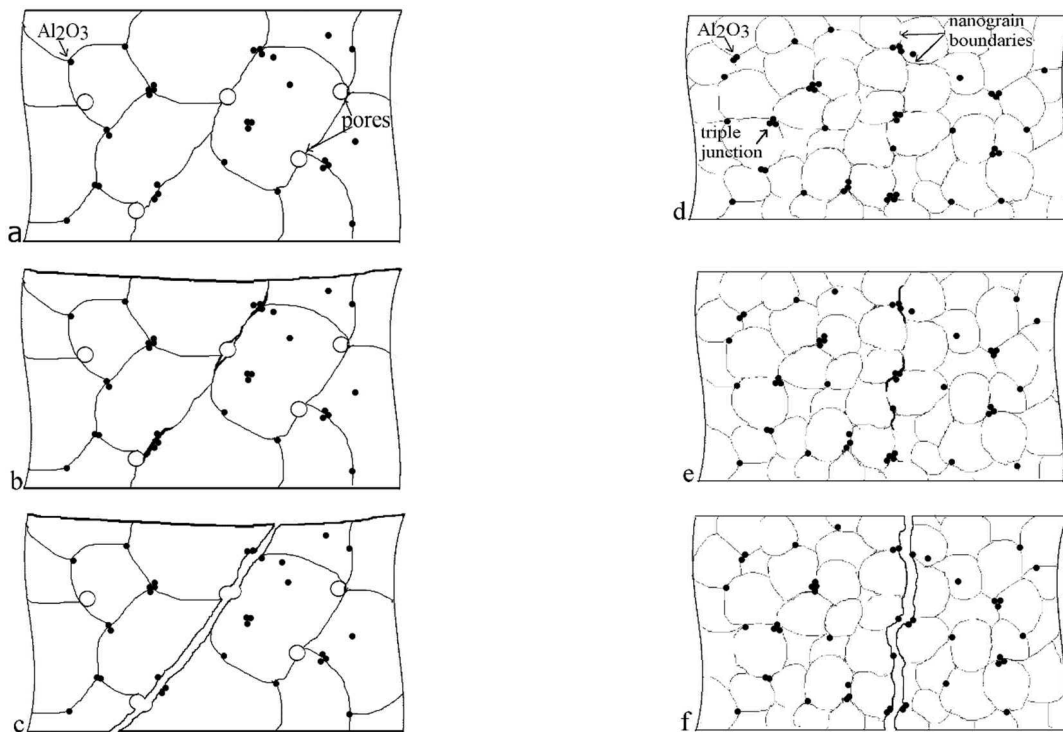 Al2O3
pores
a
b
c
Al2O3
nanograin
boundaries
triple
junction
d
e
f